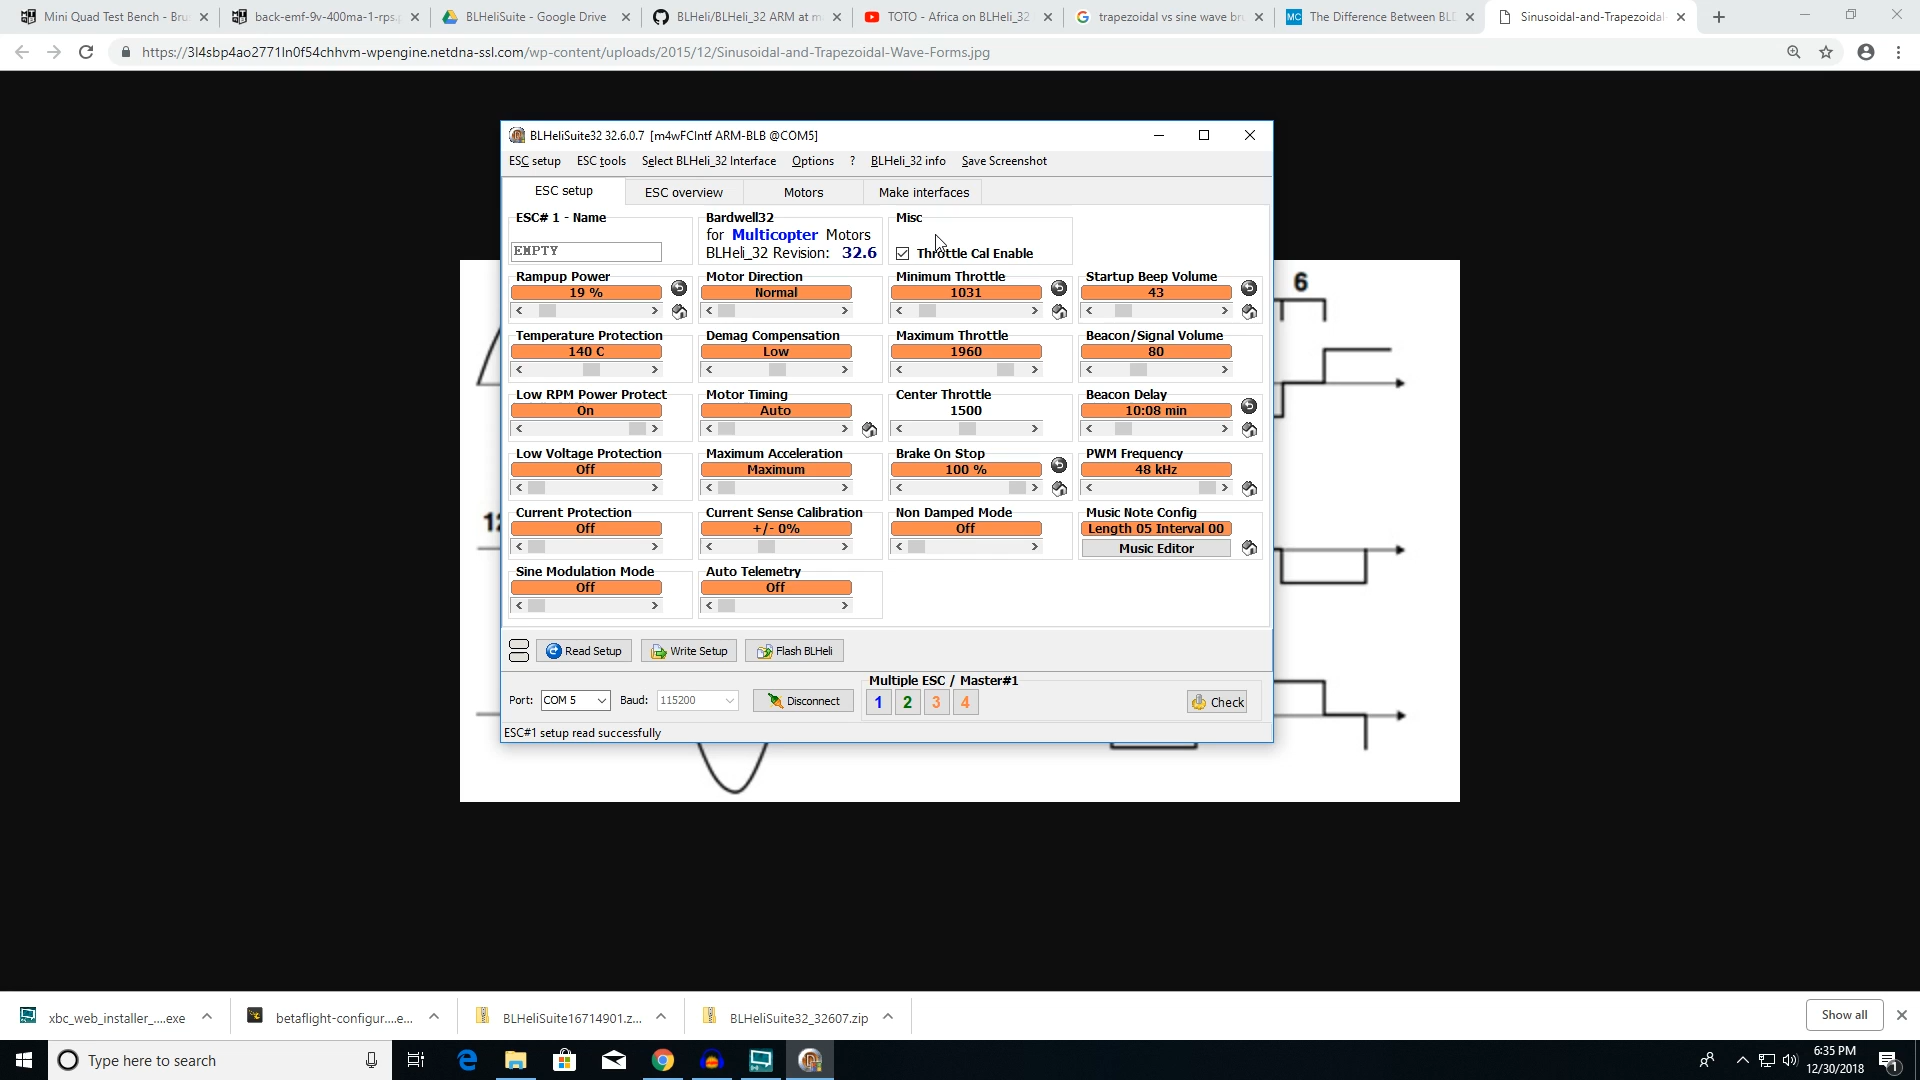 Mini Quad Test Bench - Bru
back-emf-9v-400ma-1-rps.
BLHeliSuite - Google Drive
BLHeli/BLHeli_32 ARM at m
TOTO - Africa on BLHeli_32
trapezoidal vs sine wave br
The Difference Between BLD
Sinusoidal-and-Trapezoidal
https://3l4sbp4ao2771ln0f54chhvm-wpengine.netdna-ssl.com/wp-content/uploads/2015/12/Sinusoidal-and-Trapezoidal-Wave-Forms.jpg
BLHeliSuite32 32.6.0.7 [m4wFCIntf ARM-BLB @COM5]
ESC setup ESC tools Select BLHeli_32 Interface Options ? BLHeli_32 info Save Screenshot
ESC setup ESC overview Motors Make interfaces
ESC# 1 - Name
EMPTY
Bardwell32
for Multicopter Motors
BLHeli_32 Revision: 32.6
Misc
Throttle Cal Enable
Rampup Power
19 %
Motor Direction
Normal
Minimum Throttle
1031
Startup Beep Volume
43
Temperature Protection
140 C
Demag Compensation
Low
Maximum Throttle
1960
Beacon/Signal Volume
80
Low RPM Power Protect
On
Motor Timing
Auto
Center Throttle
1500
Beacon Delay
10:08 min
Low Voltage Protection
Off
Maximum Acceleration
Maximum
Brake On Stop
100 %
PWM Frequency
48 kHz
Current Protection
Off
Current Sense Calibration
+/- 0%
Non Damped Mode
Off
Music Note Config
Length 05 Interval 00
Music Editor
Sine Modulation Mode
Off
Auto Telemetry
Off
Read Setup Write Setup Flash BLHeli
Port: COM 5 Baud: 115200 Disconnect
Multiple ESC / Master#1
1 2 3 4
Check
ESC#1 setup read successfully
6
12
xbc_web_installer_....exe
betaflight-configur....e...
BLHeliSuite16714901.z...
BLHeliSuite32_32607.zip
Show all
Type here to search
6:35 PM
12/30/2018
1